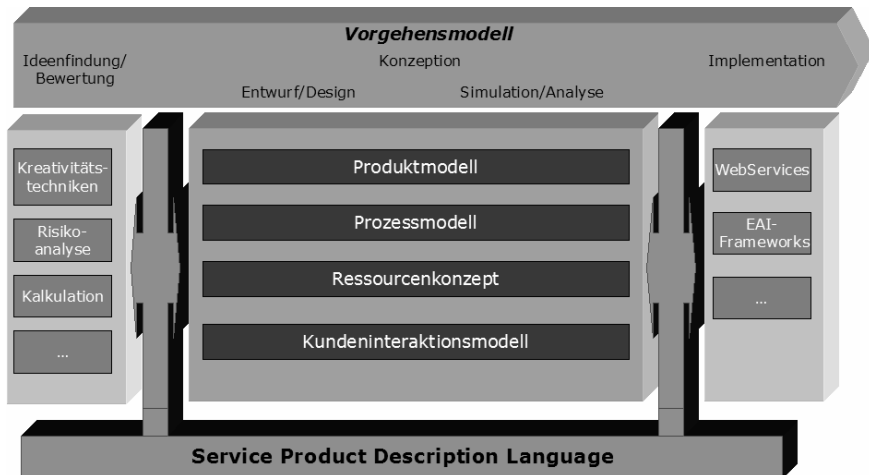 Vorgehensmodell
Ideenfindung/
Bewertung
Konzeption
Implementation
Entwurf/Design
Simulation/Analyse
Kreativitäts-
techniken
Risiko-
analyse
Kalkulation
...
Produktmodell
Prozessmodell
Ressourcenkonzept
Kundeninteraktionsmodell
WebServices
EAI-
Frameworks
...
Service Product Description Language